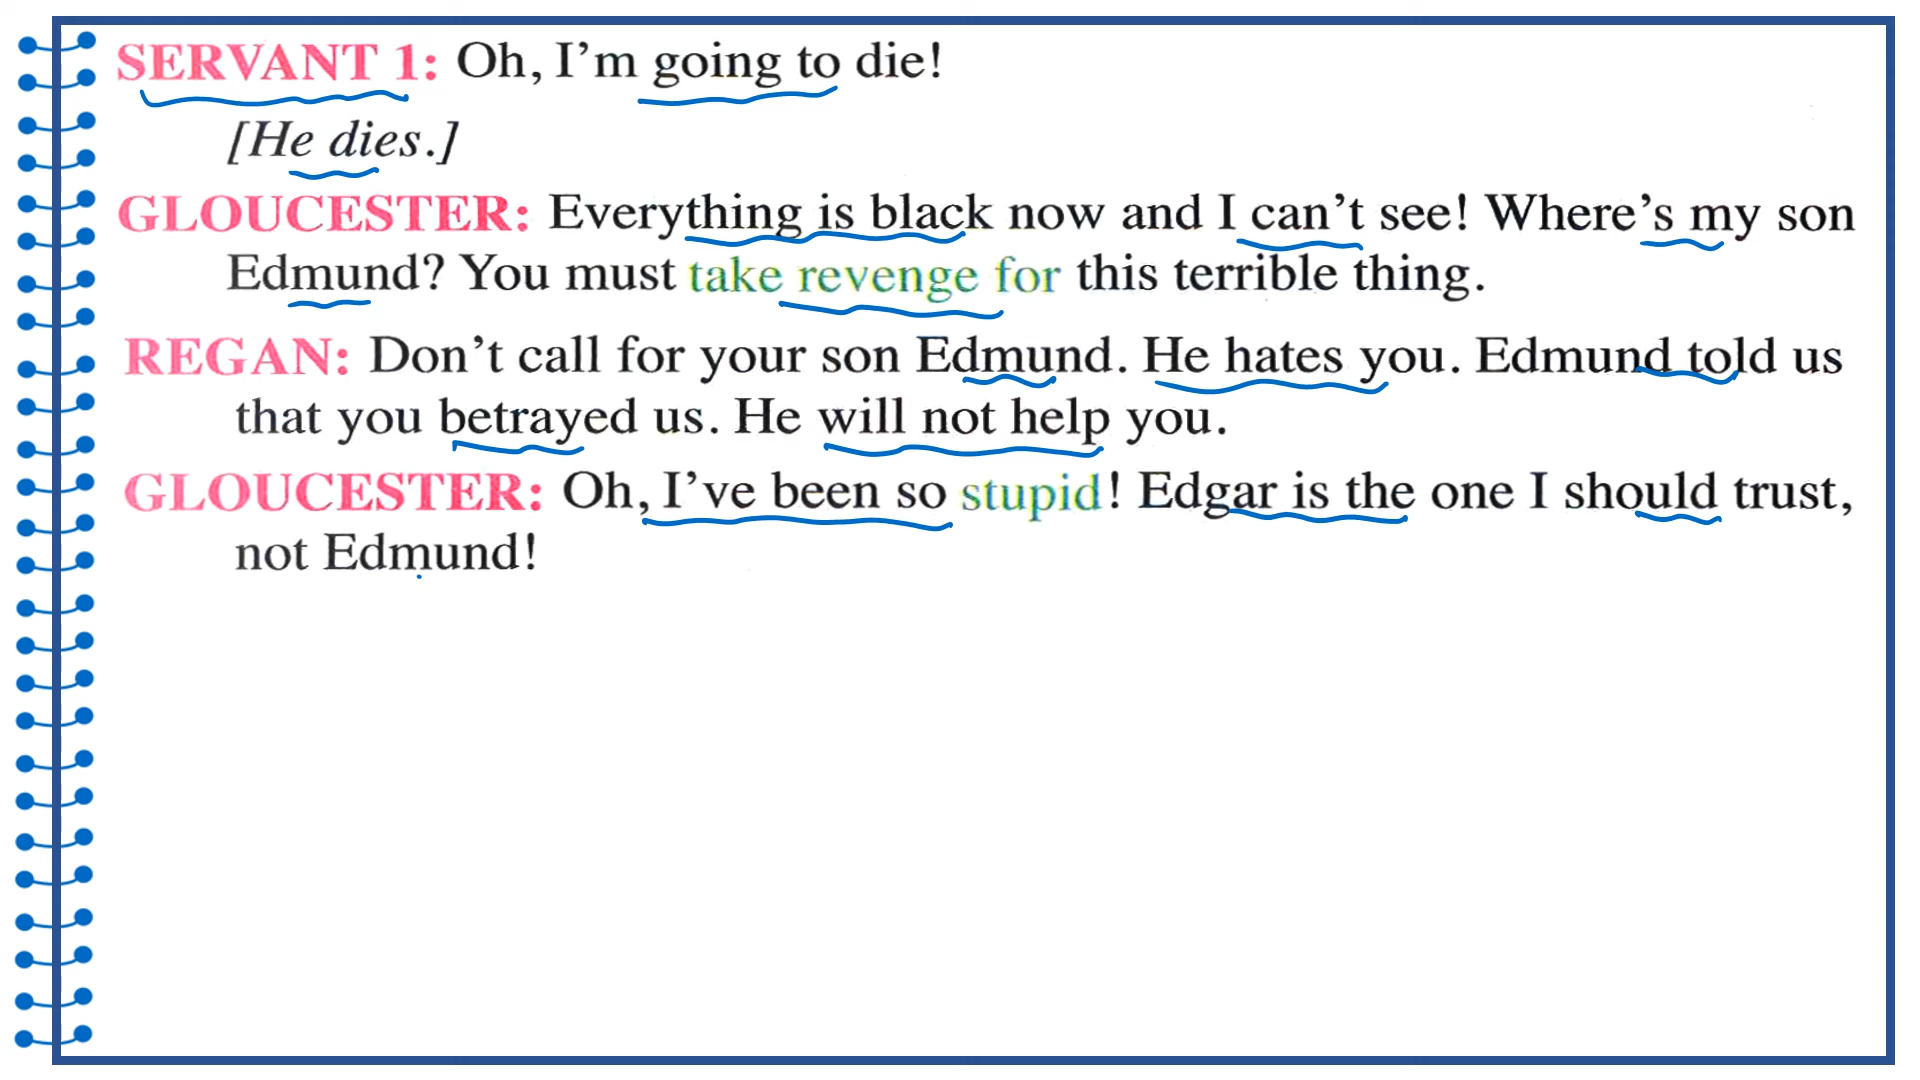 SERVANT 1: Oh, I’m going to die!
[He dies.]
GLOUCESTER: Everything is black now and I can’t see! Where’s my son
Edmund? You must take revenge for this terrible thing.
REGAN: Don’t call for your son Edmund. He hates you. Edmund told us
that you betrayed us. He will not help you.
GLOUCESTER: Oh, I’ve been so stupid! Edgar is the one I should trust,
not Edmund!